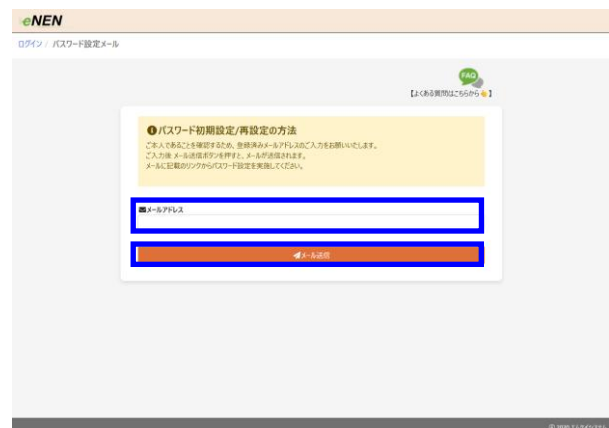 eNEN
ログイン / パスワード設定メール
FAQ
【よくある質問はこちらから👈】
パスワード初期設定/再設定の方法
ご本人であることを確認するため、登録済みメールアドレスのご入力をお願いいたします。
ご入力後 メール送信ボタンを押すと、メールが送信されます。
メールに記載のリンクからパスワード設定を実施してください。
メールアドレス
メール送信